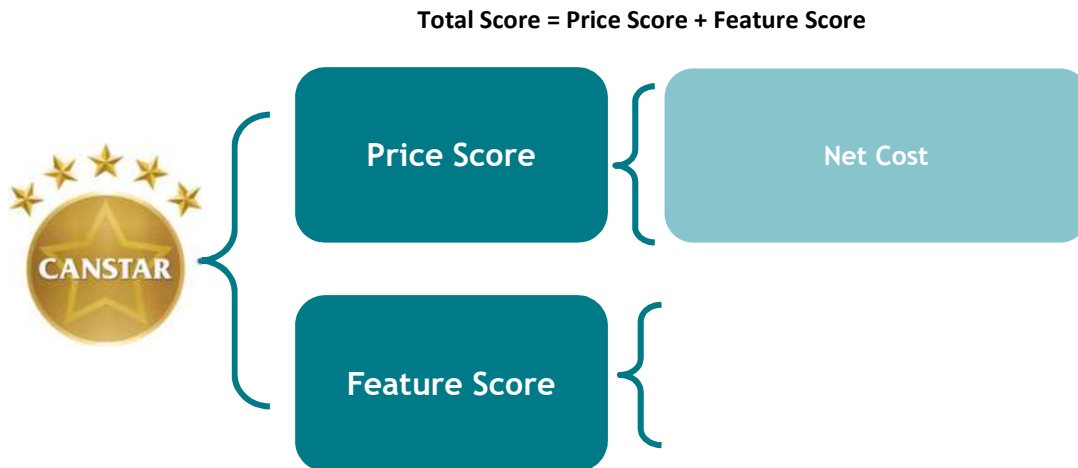 Total Score = Price Score + Feature Score
Price Score
Net Cost
CANSTAR
Feature Score